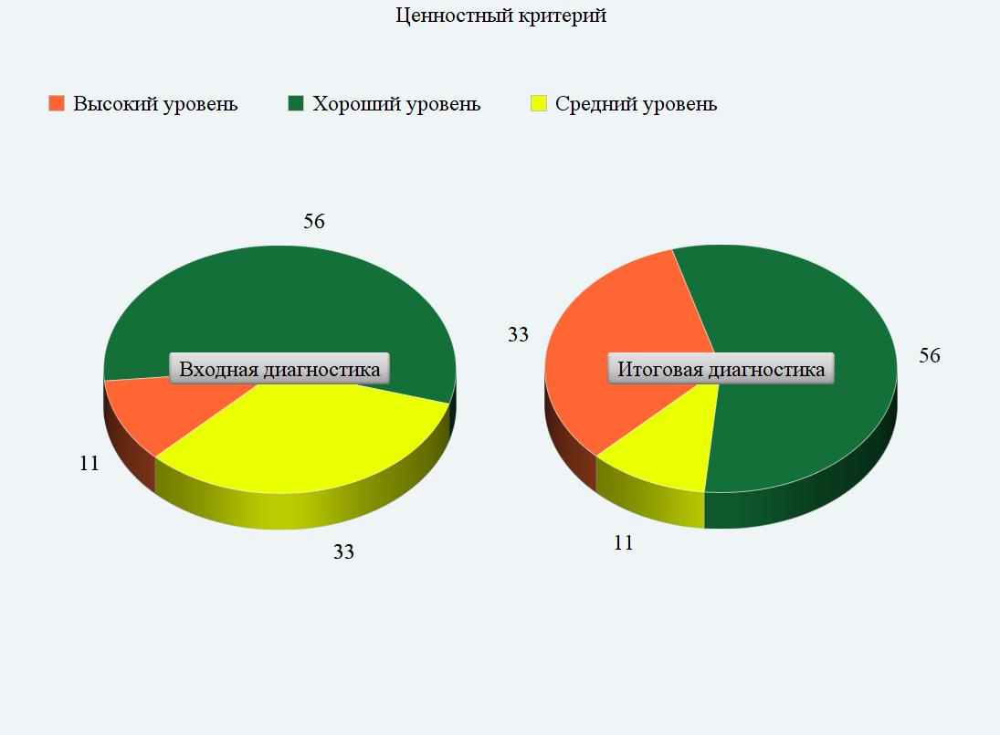 Ценностный критерий
Высокий уровень
Хороший уровень
Средний уровень
56
Входная диагностика
11
33
33
56
Итоговая диагностика
11